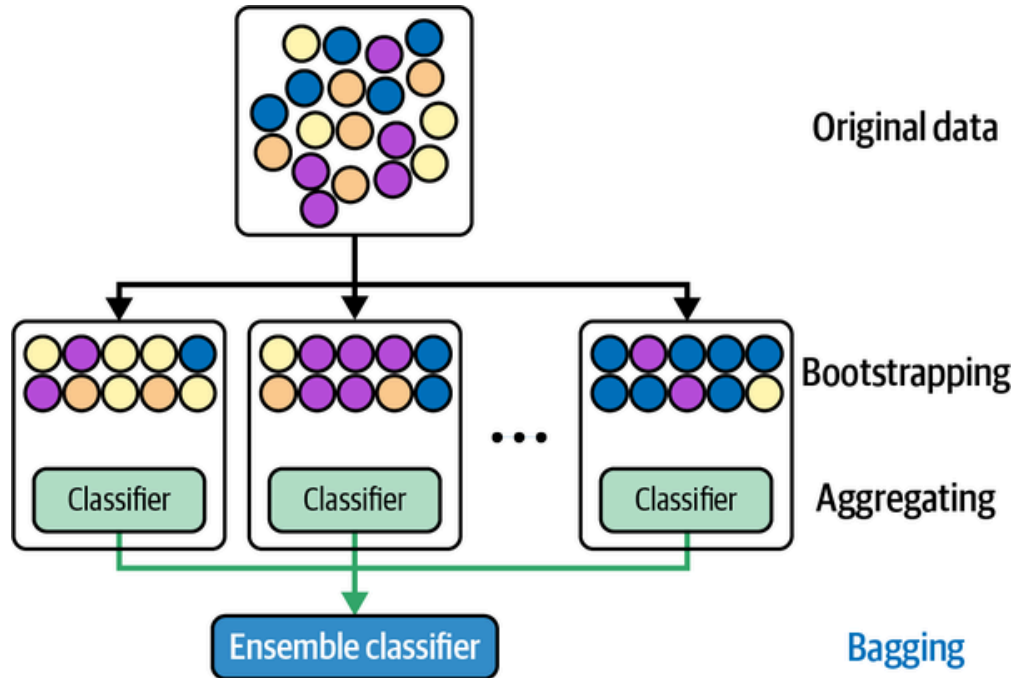 Original data
Bootstrapping
Classifier
Classifier
Classifier
Aggregating
Ensemble classifier
Bagging